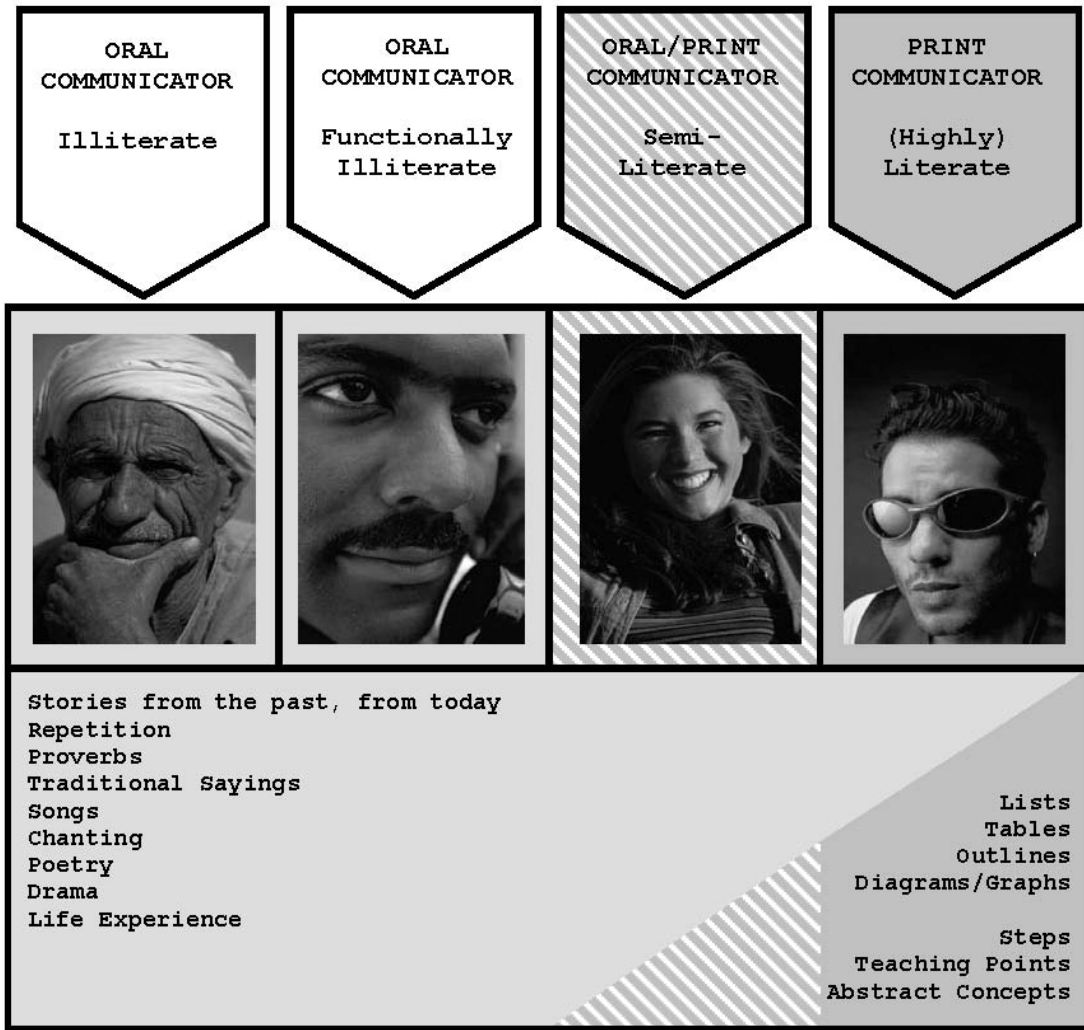 ORAL
COMMUNICATOR
Illiterate
ORAL
COMMUNICATOR
Functionally
Illiterate
ORAL/PRINT
COMMUNICATOR
Semi-
Literate
PRINT
COMMUNICATOR
(Highly)
Literate
Stories from the past, from today
Repetition
Proverbs
Traditional Sayings
Songs
Chanting
Poetry
Drama
Life Experience
Lists
Tables
Outlines
Diagrams/Graphs
Steps
Teaching Points
Abstract Concepts